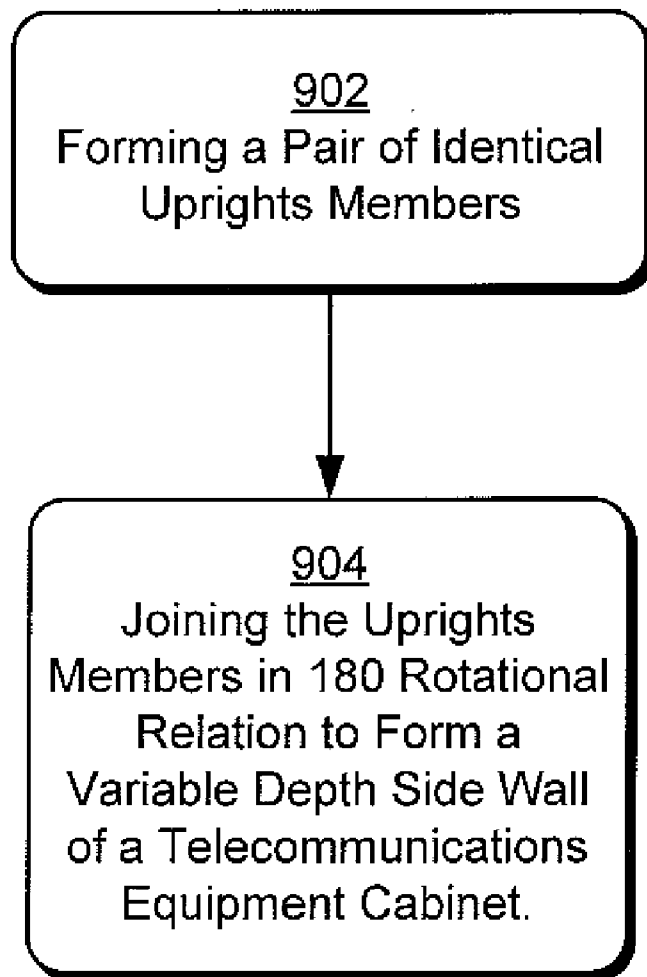 902
Forming a Pair of Identical
Uprights Members
904
Joining the Uprights
Members in 180 Rotational
Relation to Form a
Variable Depth Side Wall
of a Telecommunications
Equipment Cabinet.